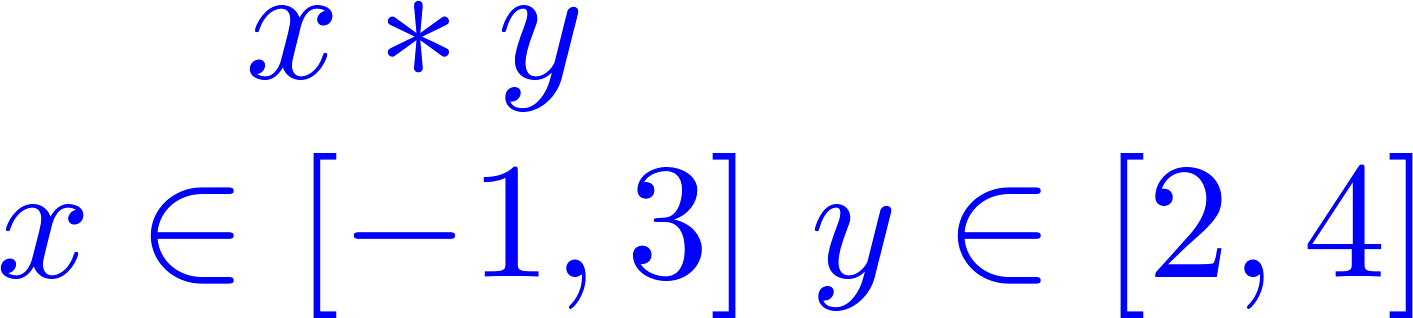 x ∗ y
x ∈ [−1, 3] y ∈ [2, 4]